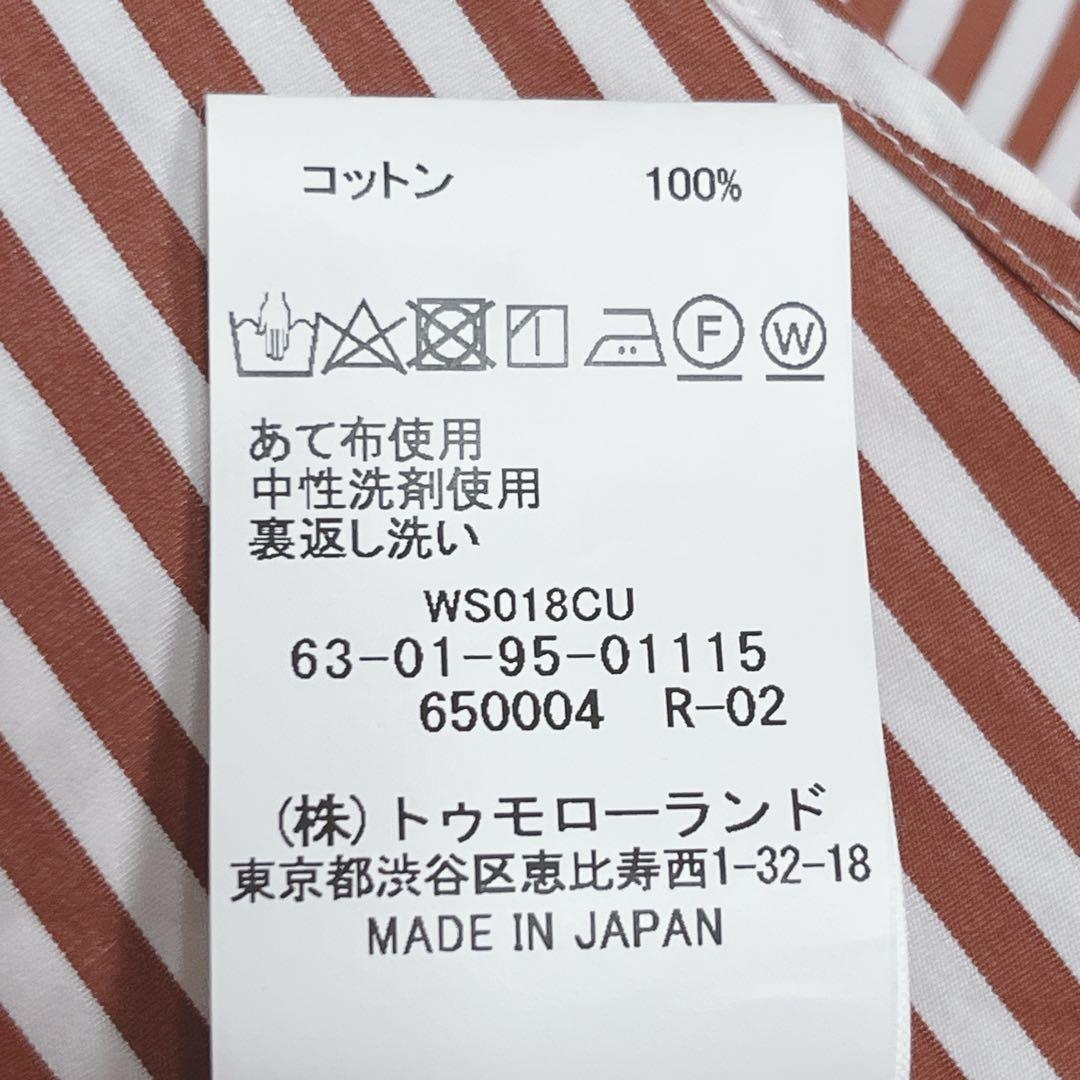 コットン 100%
F W
あて布使用
中性洗剤使用
裏返し洗い
WS018CU
63-01-95-01115
650004 R-02
(株)トゥモローランド
東京都渋谷区恵比寿西1-32-18
MADE IN JAPAN